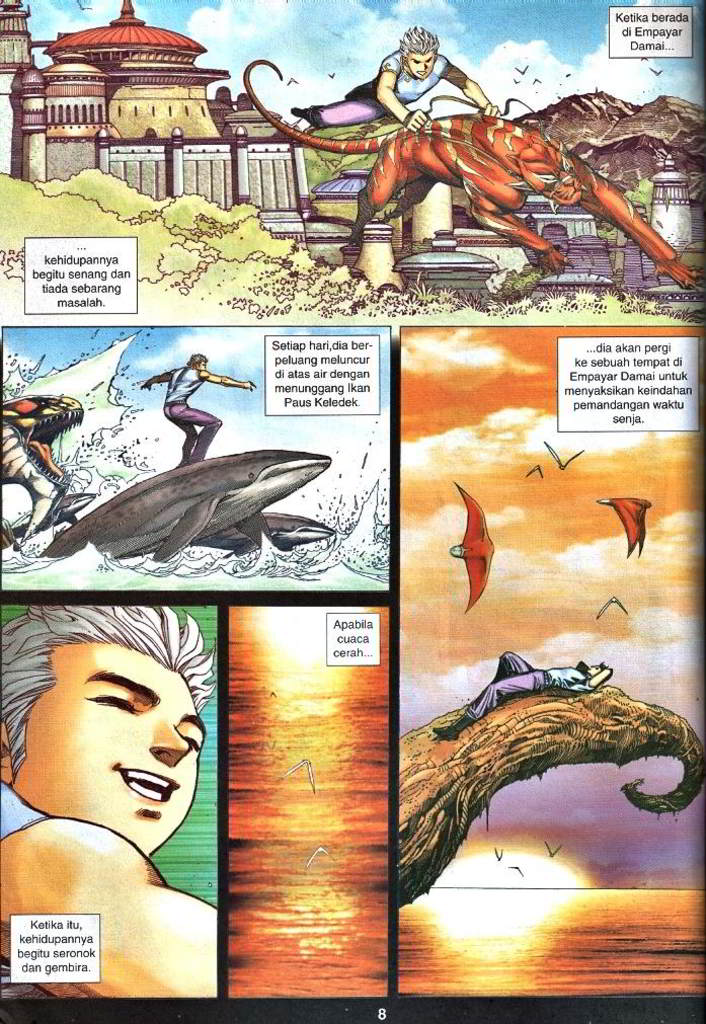 Ketika berada
di Empayar
Damai...
...
kehidupannya
begitu senang dan
tiada sebarang
masalah.
Setiap hari,dia ber-
peluang meluncur
di atas air dengan
menunggang Ikan
Paus Keledek.
Ketika itu,
kehidupannya
begitu seronok
dan gembira.
Apabila
cuaca
cerah...
...dia akan pergi
ke sebuah tempat di
Empayar Damai untuk
menyaksikan keindahan
pemandangan waktu
senja.
8